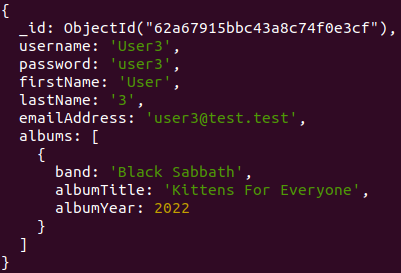 {
  _id: ObjectId("62a67915bbc43a8c74f0e3cf"),
  username: 'User3',
  password: 'user3',
  firstName: 'User',
  lastName: '3',
  emailAddress: 'user3@test.test',
  albums: [
    {
      band: 'Black Sabbath',
      albumTitle: 'Kittens For Everyone',
      albumYear: 2022
    }
  ]
}